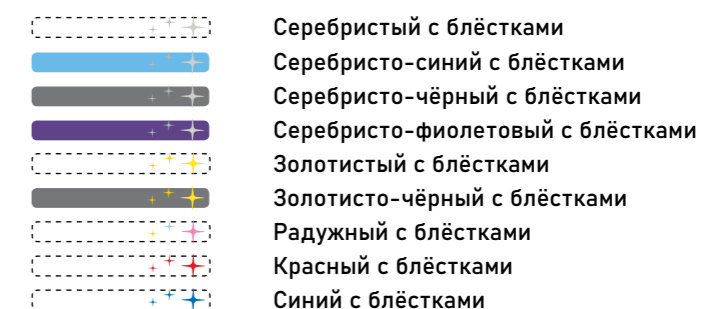 Серебристый с блёстками
Серебристо-синий с блёстками
Серебристо-чёрный с блёстками
Серебристо-фиолетовый с блёстками
Золотистый с блёстками
Золотисто-чёрный с блёстками
Радужный с блёстками
Красный с блёстками
Синий с блёстками